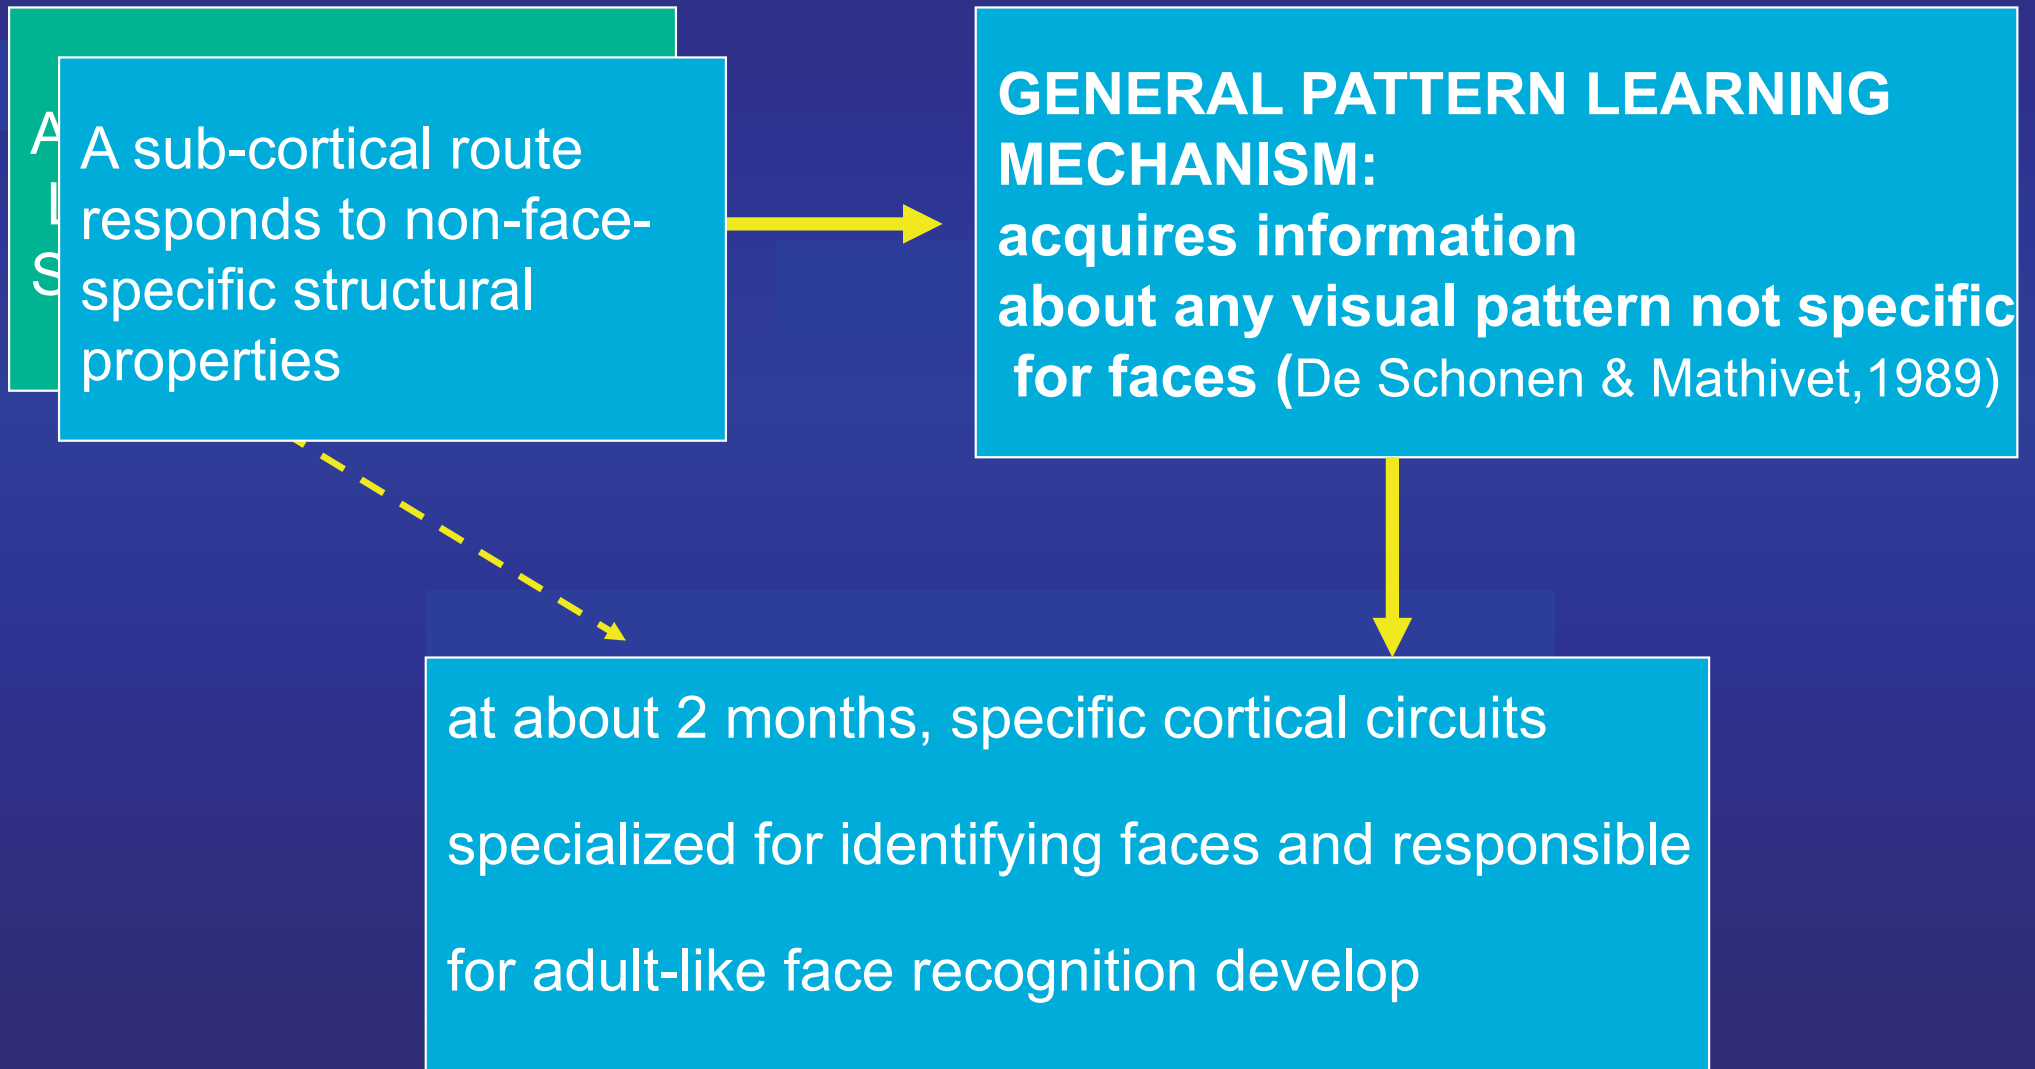 A sub-cortical route
responds to non-face-
specific structural
properties
GENERAL PATTERN LEARNING
MECHANISM:
acquires information
about any visual pattern not specific
for faces (De Schonen & Mathivet,1989)
at about 2 months, specific cortical circuits
specialized for identifying faces and responsible
for adult-like face recognition develop